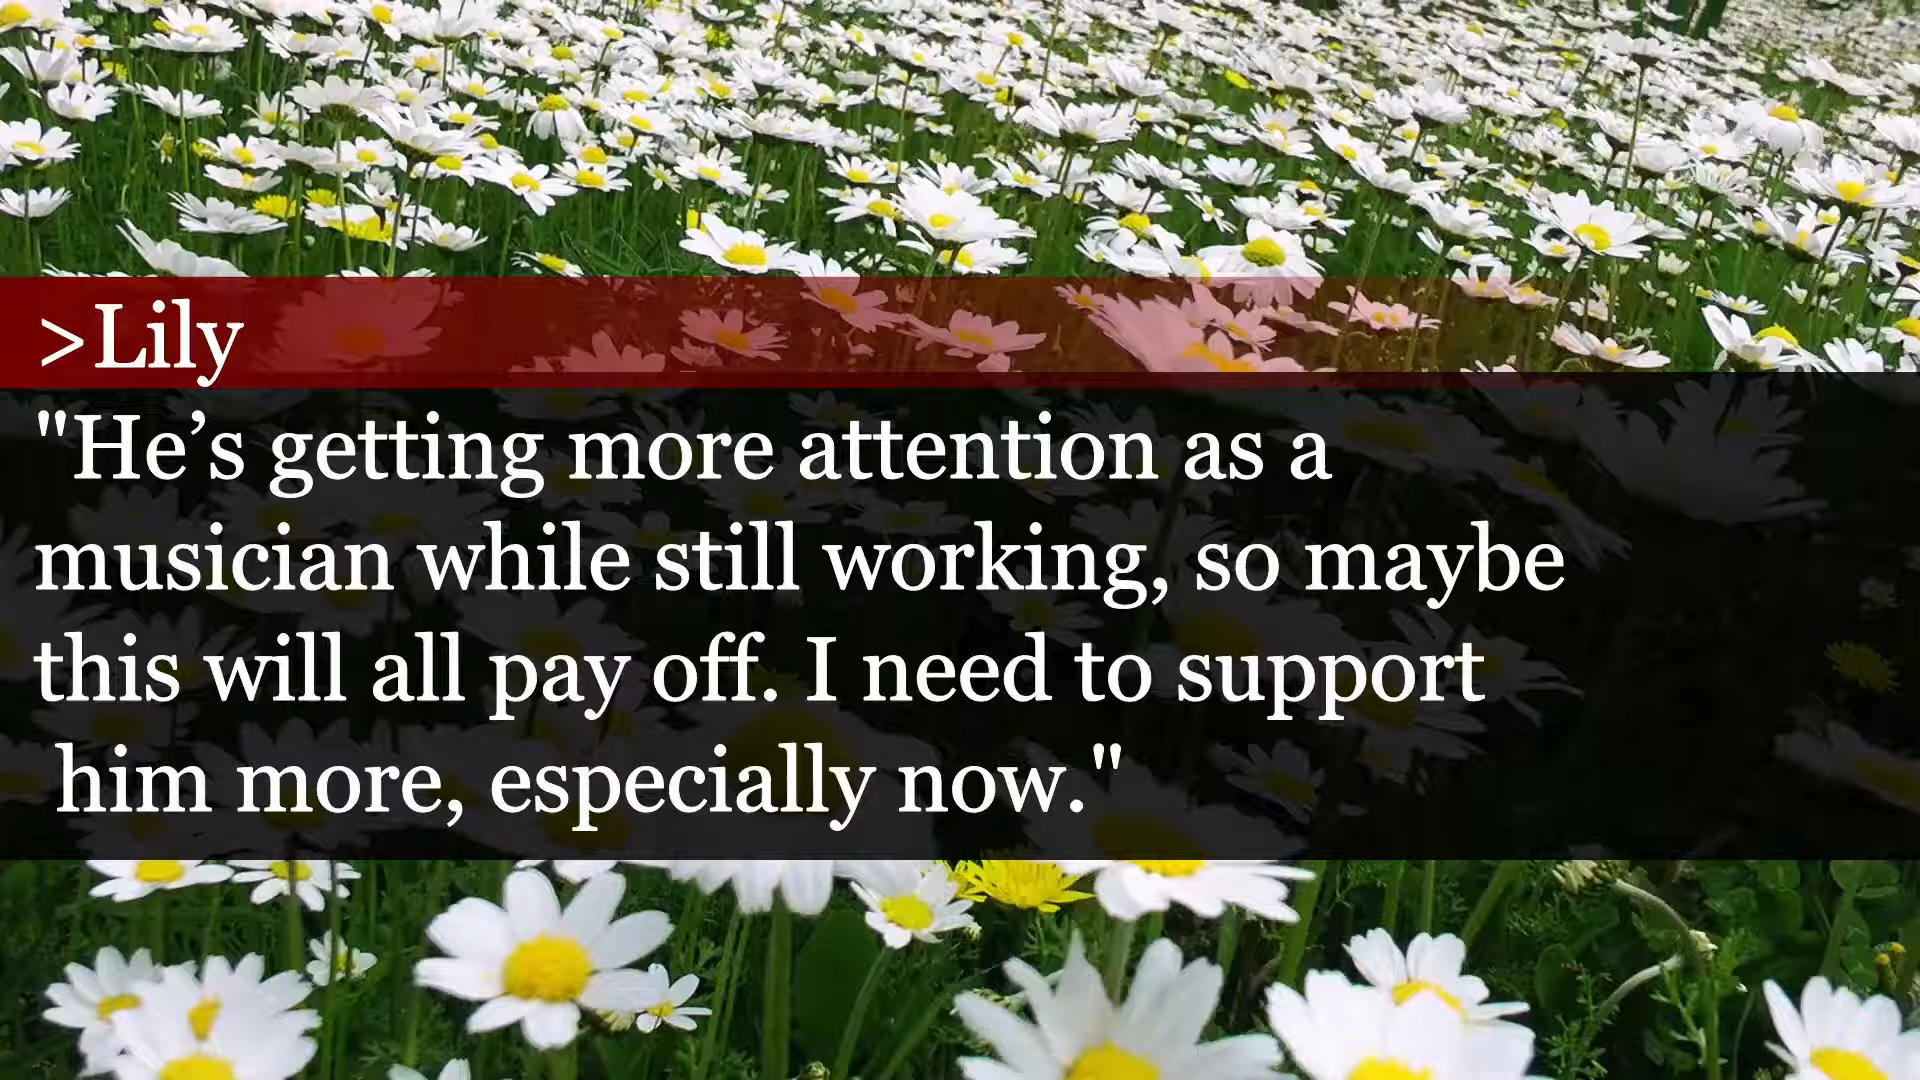 >Lily
"He’s getting more attention as a
musician while still working, so maybe
this will all pay off. I need to support
him more, especially now."